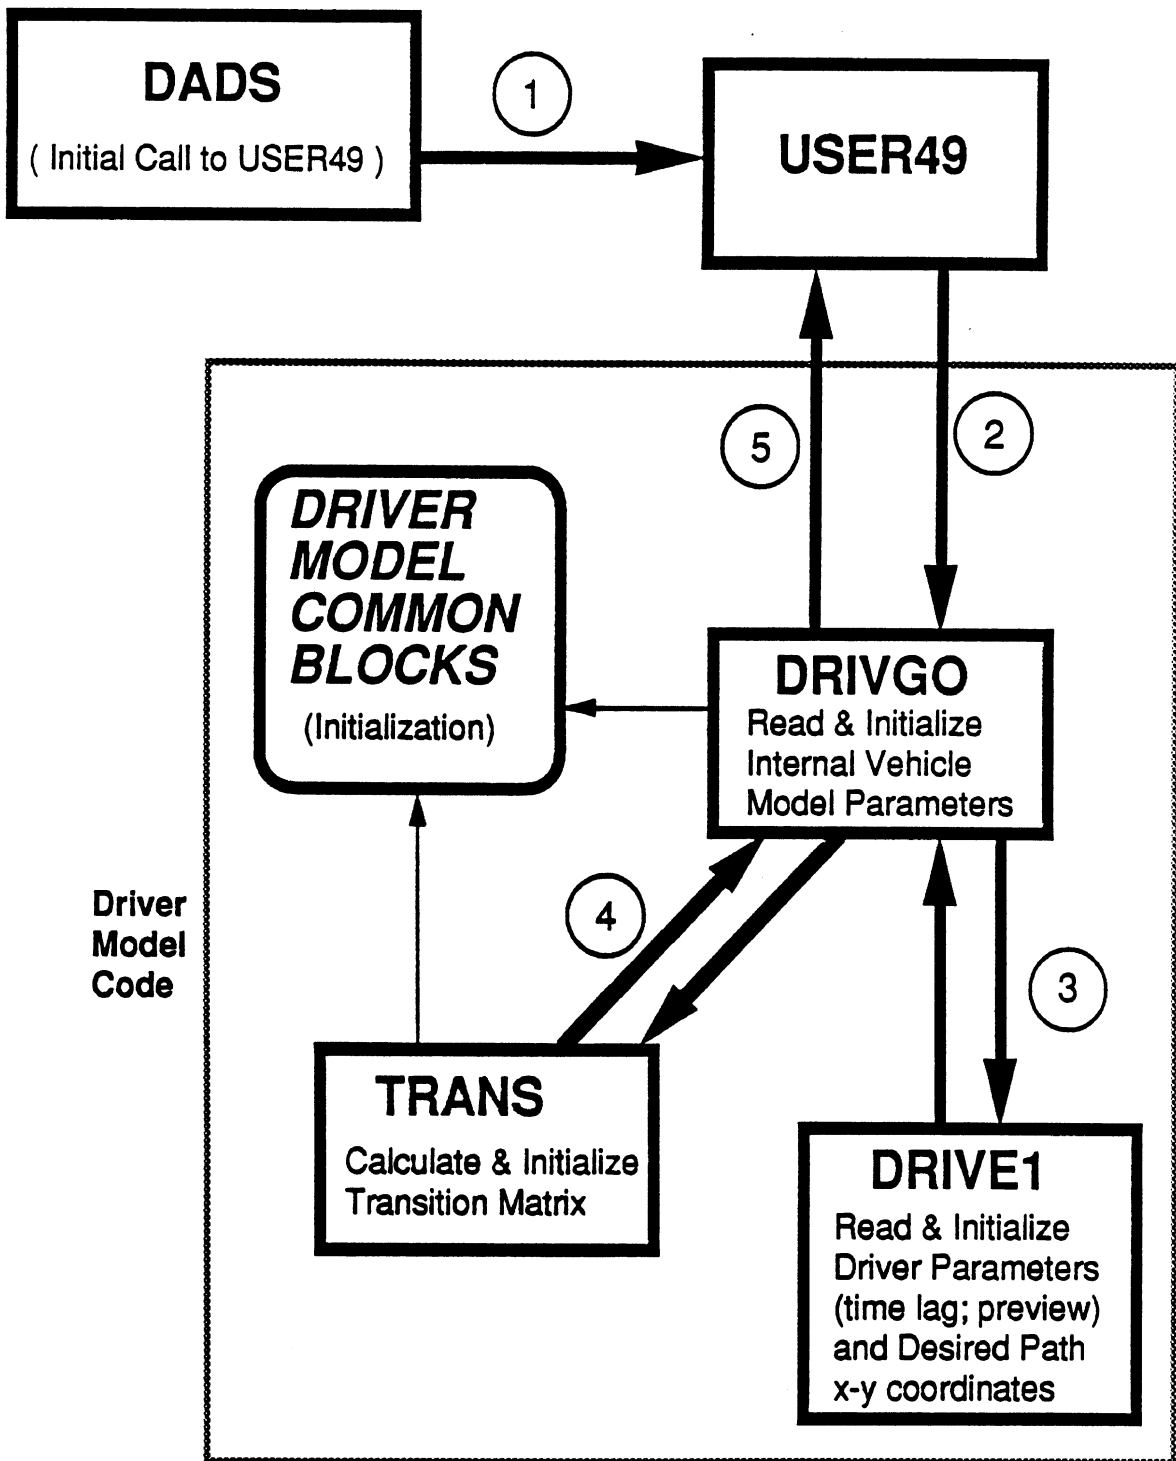 DADS
( Initial Call to USER49 )
1
USER49
5
2
DRIVER
MODEL
COMMON
BLOCKS
(Initialization)
DRIVGO
Read & Initialize
Internal Vehicle
Model Parameters
Driver
Model
Code
4
3
TRANS
Calculate & Initialize
Transition Matrix
DRIVE1
Read & Initialize
Driver Parameters
(time lag; preview)
and Desired Path
x-y coordinates